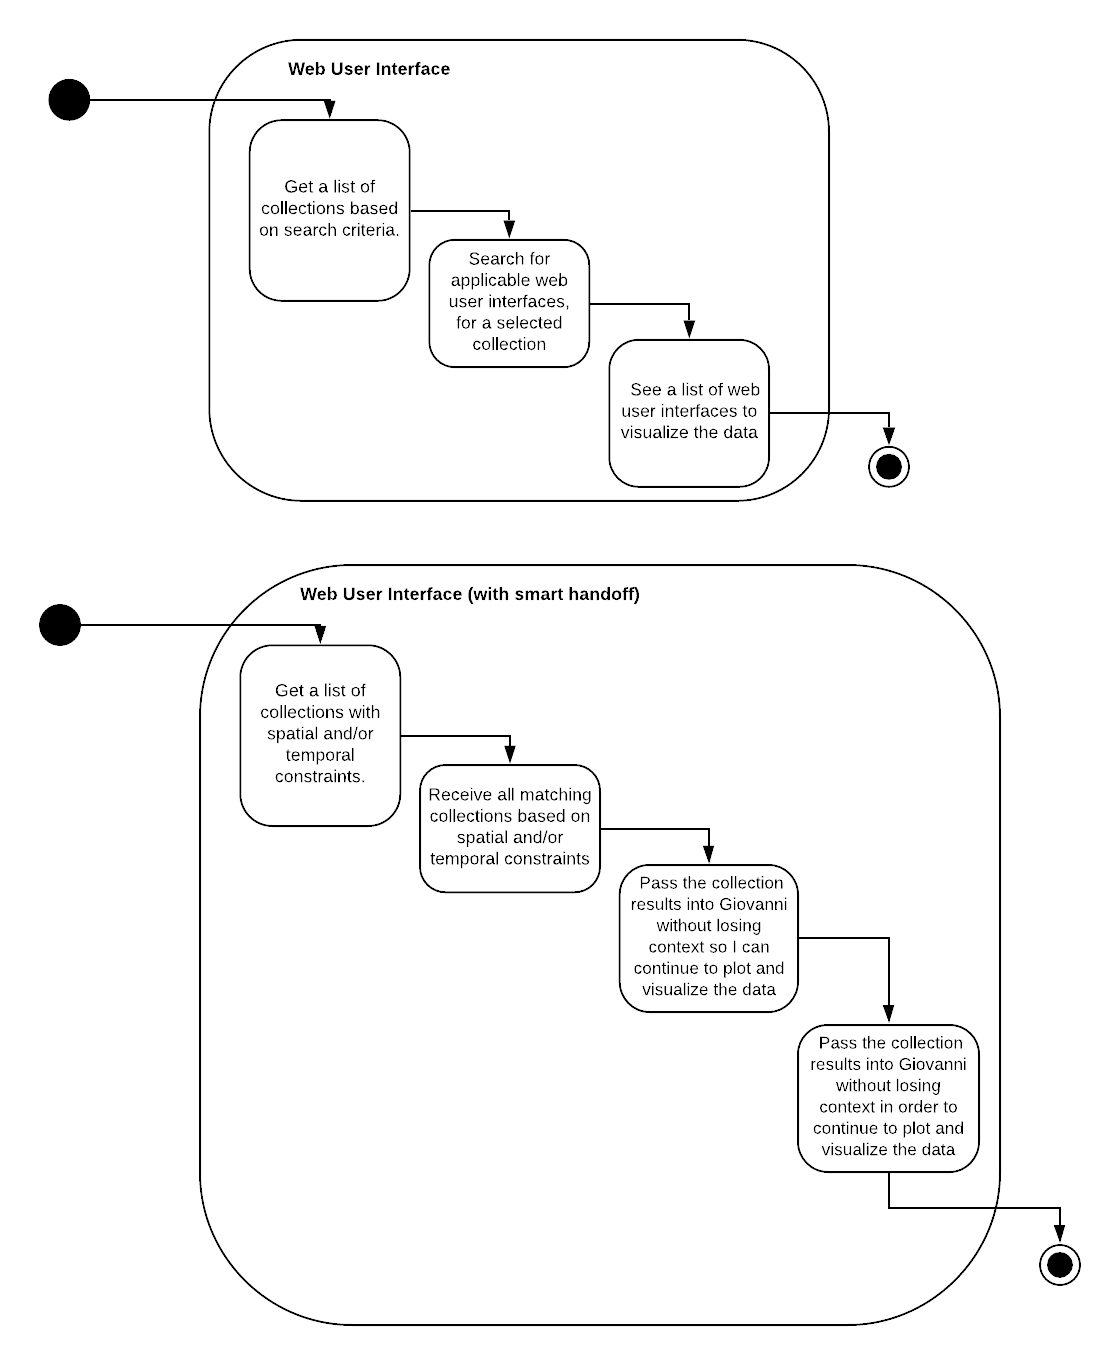 Web User Interface
Get a list of
collections based
on search criteria.
Search for
applicable web
user interfaces,
for a selected
collection
See a list of web
user interfaces to
visualize the data
Web User Interface (with smart handoff)
Get a list of
collections with
spatial and/or
temporal
constraints.
Receive all matching
collections based on
spatial and/or
temporal constraints
Pass the collection
results into Giovanni
without losing
context so I can
continue to plot and
visualize the data
Pass the collection
results into Giovanni
without losing
context in order to
continue to plot and
visualize the data